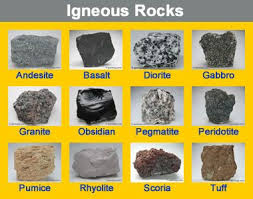 Igneous Rocks
Andesite Basalt Diorite Gabbro
Granite Obsidian Pegmatite Peridotite
Pumice Rhyolite Scoria Tuff